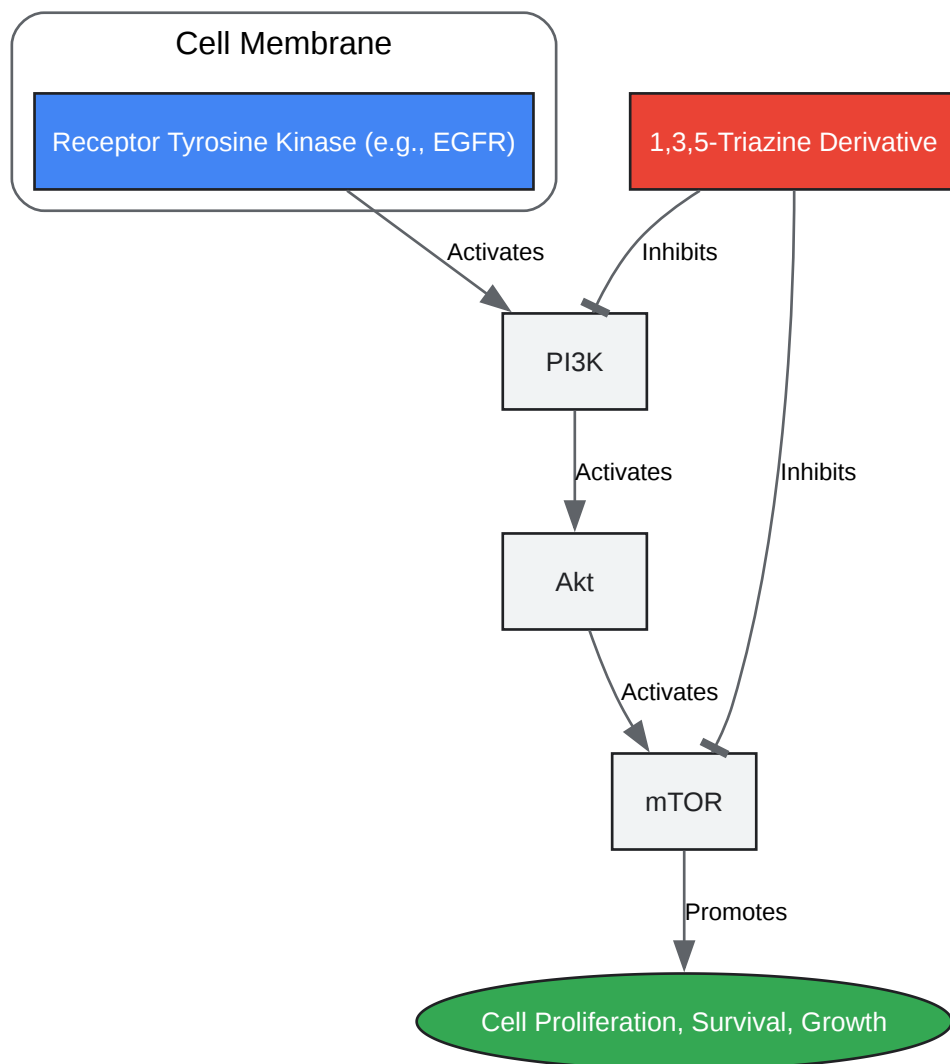 Cell Membrane
Receptor Tyrosine Kinase (e.g., EGFR)
1,3,5-Triazine Derivative
Activates
Inhibits
PI3K
Activates
Inhibits
Akt
Activates
mTOR
Promotes
Cell Proliferation, Survival, Growth